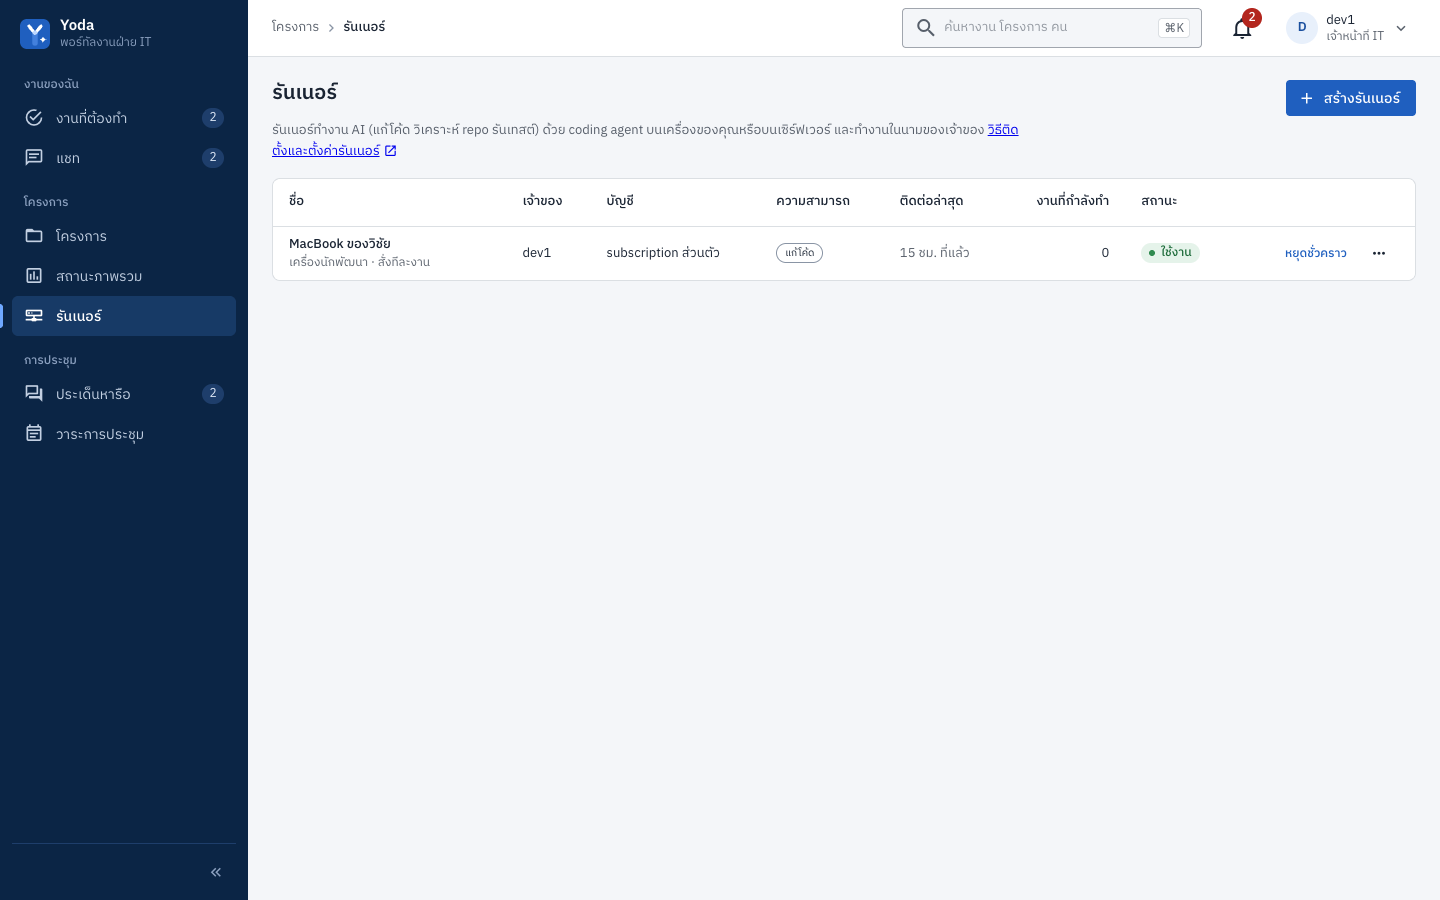 Yoda
พอร์ทัลงานฝ่าย IT
งานของฉัน
งานที่ต้องทำ 2
แชท 2
โครงการ
โครงการ
สถานะภาพรวม
รันเนอร์
การประชุม
ประเด็นหารือ 2
วาระการประชุม
โครงการ รันเนอร์
ค้นหางาน โครงการ คน ⌘K
2
D
dev1
เจ้าหน้าที่ IT
รันเนอร์
สร้างรันเนอร์
รันเนอร์ทำงาน AI (แก้โค้ด วิเคราะห์ repo รันเทสต์) ด้วย coding agent บนเครื่องของคุณหรือบนเซิร์ฟเวอร์ และทำงานในนามของเจ้าของ วิธีติด
ตั้งและตั้งค่ารันเนอร์
ชื่อ เจ้าของ บัญชี ความสามารถ ติดต่อล่าสุด งานที่กำลังทำ สถานะ
MacBook ของวิชัย
เครื่องนักพัฒนา · สั่งทีละงาน
dev1 subscription ส่วนตัว แก้โค้ด 15 ชม. ที่แล้ว 0 ใช้งาน หยุดชั่วคราว